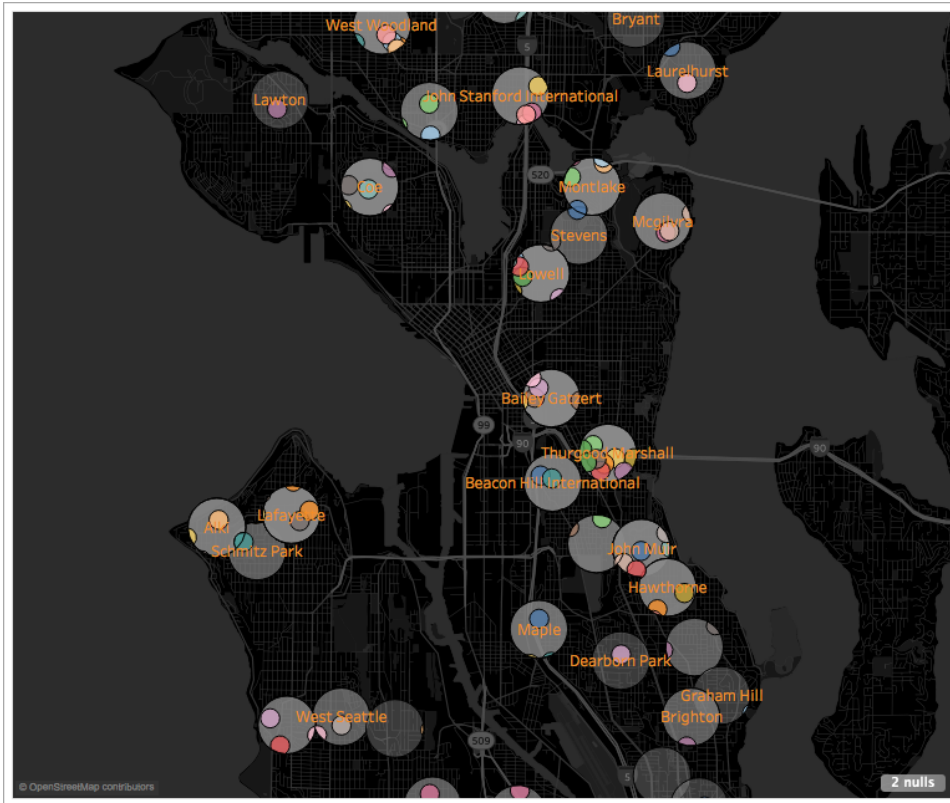 West Woodland
Bryant
5
Laurelhurst
Lawton
John Stanford International
520
Coe
Montlake
Mcgilvra
Stevens
Lowell
Bailey Gatzert
99
90
90
Thurgood Marshall
Beacon Hill International
Lafayette
Alki
Schmitz Park
John Muir
Hawthorne
Maple
Dearborn Park
Graham Hill
West Seattle
Brighton
509
5
© OpenStreetMap contributors
2 nulls